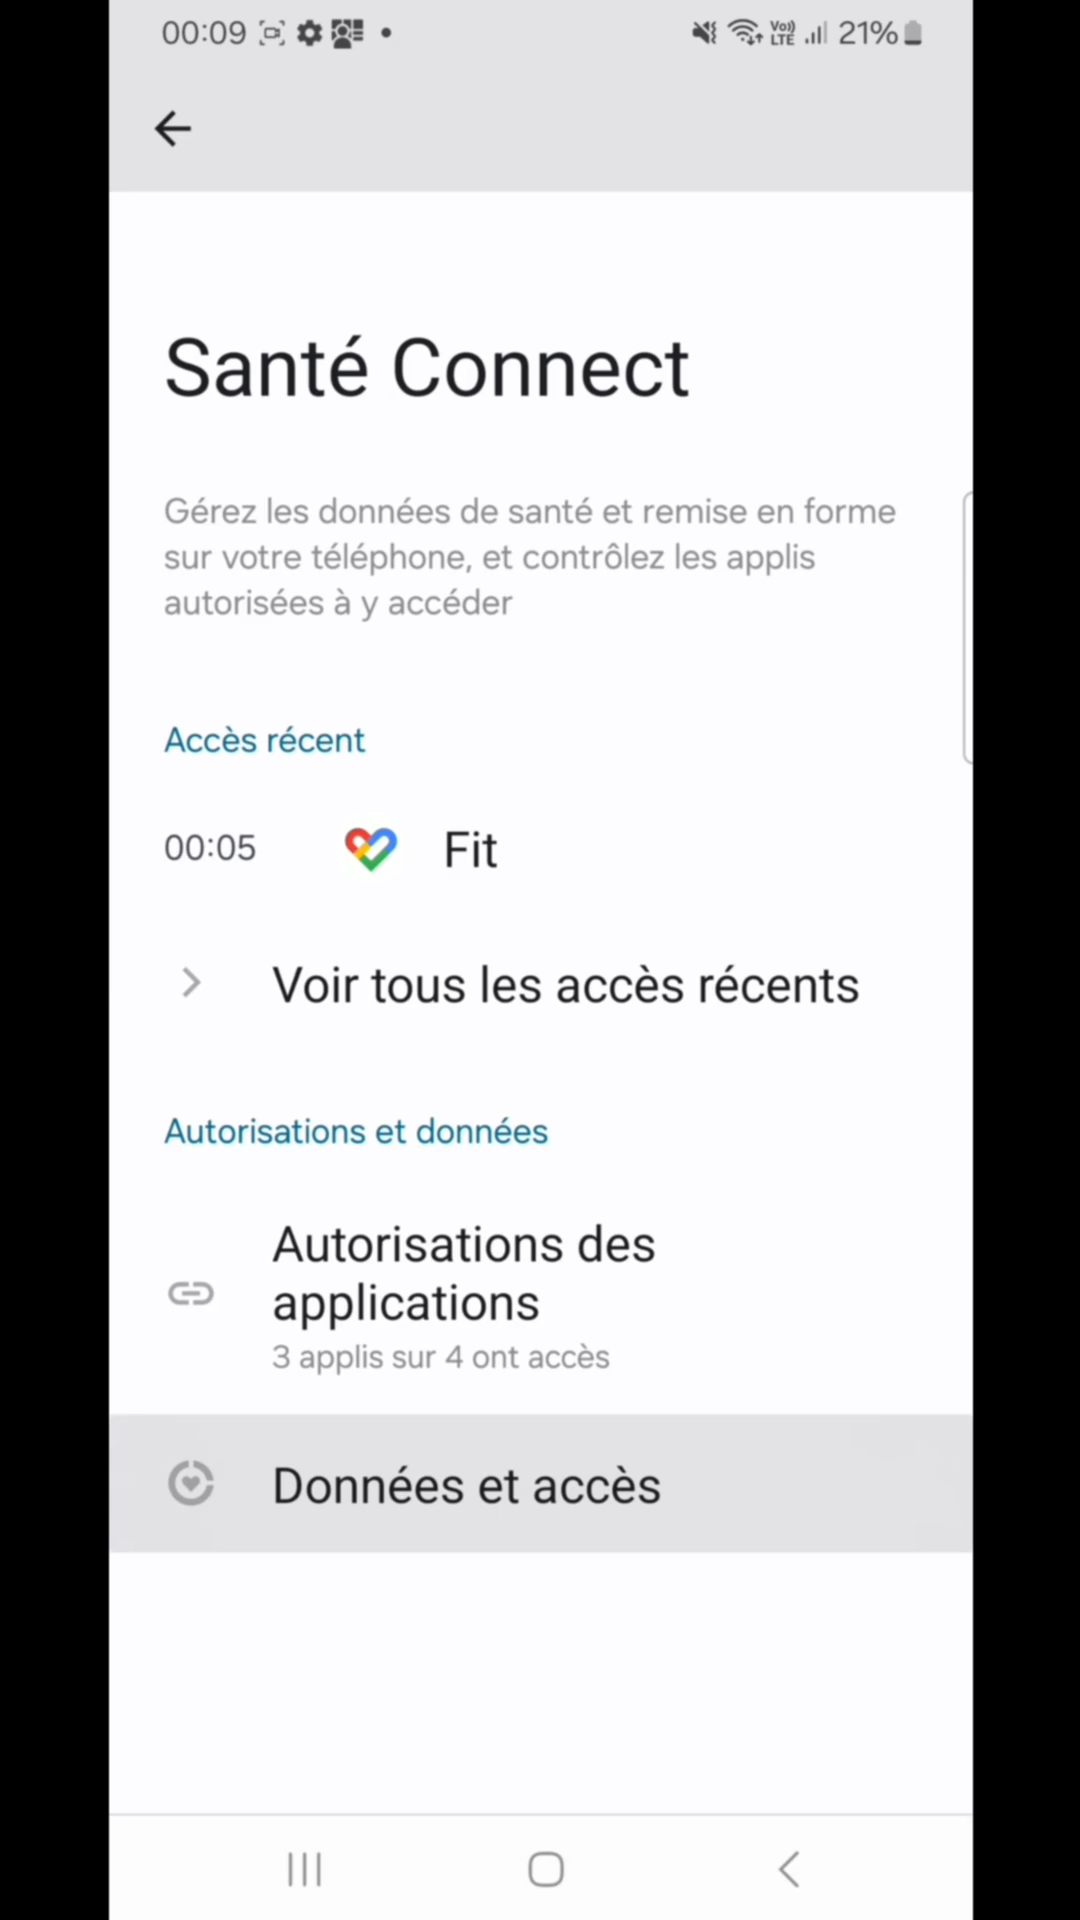 00:09
Vo)) LTE
21%
Santé Connect
Gérez les données de santé et remise en forme
sur votre téléphone, et contrôlez les applis
autorisées à y accéder
Accès récent
00:05 Fit
Voir tous les accès récents
Autorisations et données
Autorisations des
applications
3 applis sur 4 ont accès
Données et accès